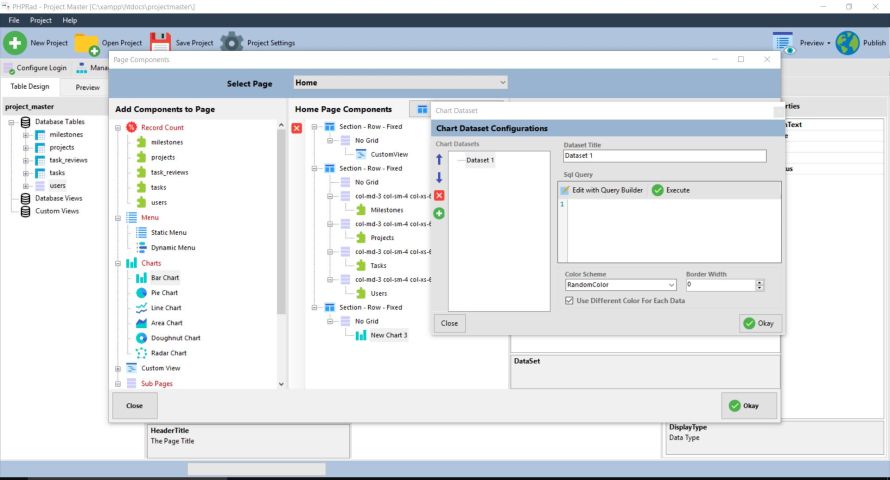 PHPRad - Project Master [C:\xampp\htdocs\projectmaster\]
File Project Help
New Project Open Project Save Project Project Settings Preview Publish
Configure Login Mana
Page Components
Table Design Preview
Select Page Home
project_master
Database Tables
milestones
projects
task_reviews
tasks
users
Database Views
Custom Views
Add Components to Page
Record Count
milestones
projects
task_reviews
tasks
users
Menu
Static Menu
Dynamic Menu
Charts
Bar Chart
Pie Chart
Line Chart
Area Chart
Doughnut Chart
Radar Chart
Custom View
Sub Pages
Home Page Components
Section - Row - Fixed
No Grid
CustomView
Section - Row - Fixed
No Grid
col-md-3 col-sm-4 col-xs-6
Milestones
col-md-3 col-sm-4 col-xs-6
Projects
col-md-3 col-sm-4 col-xs-6
Tasks
col-md-3 col-sm-4 col-xs-6
Users
Section - Row - Fixed
No Grid
New Chart 3
Chart Dataset
Chart Dataset Configurations
Chart Datasets
Dataset 1
Dataset Title
Dataset 1
Sql Query
Edit with Query Builder Execute
1
Color Scheme Border Width
RandomColor 0
Use Different Color For Each Data
Close Okay
DataSet
Close Okay
erties
nText
e
us
HeaderTitle
The Page Title
DisplayType
Data Type